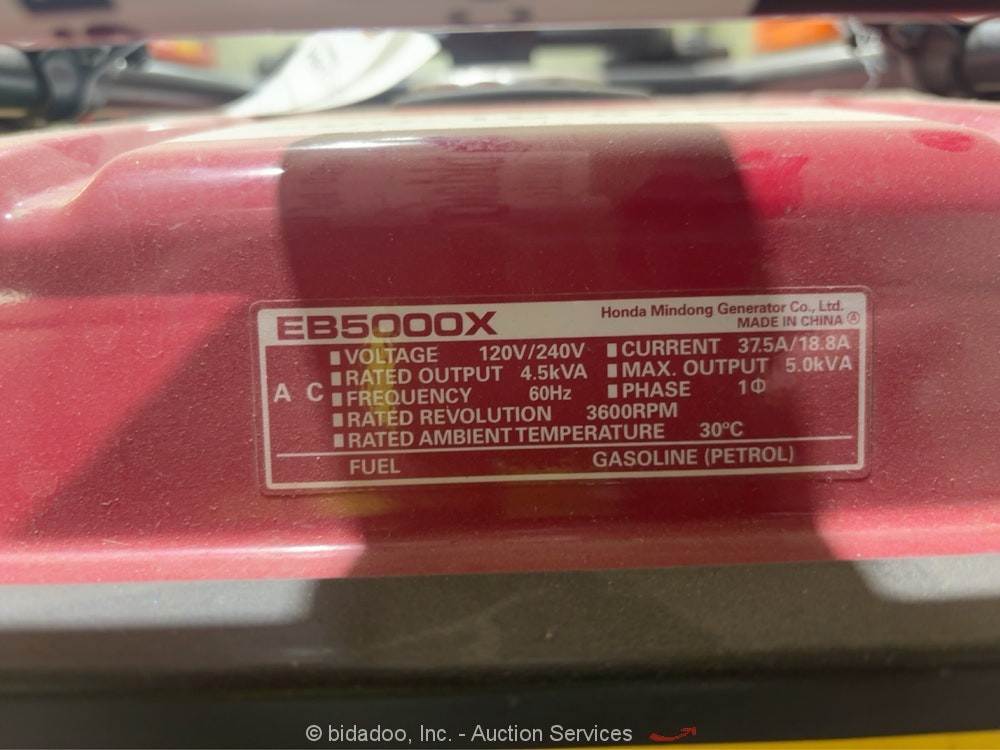 EB5000X
Honda Mindong Generator Co., Ltd.
MADE IN CHINA Ⓐ
A C
VOLTAGE 120V/240V
CURRENT 37.5A/18.8A
RATED OUTPUT 4.5kVA
MAX. OUTPUT 5.0kVA
FREQUENCY 60Hz
PHASE 1Φ
RATED REVOLUTION 3600RPM
RATED AMBIENT TEMPERATURE 30°C
FUEL GASOLINE (PETROL)
© bidadoo, Inc. - Auction Services